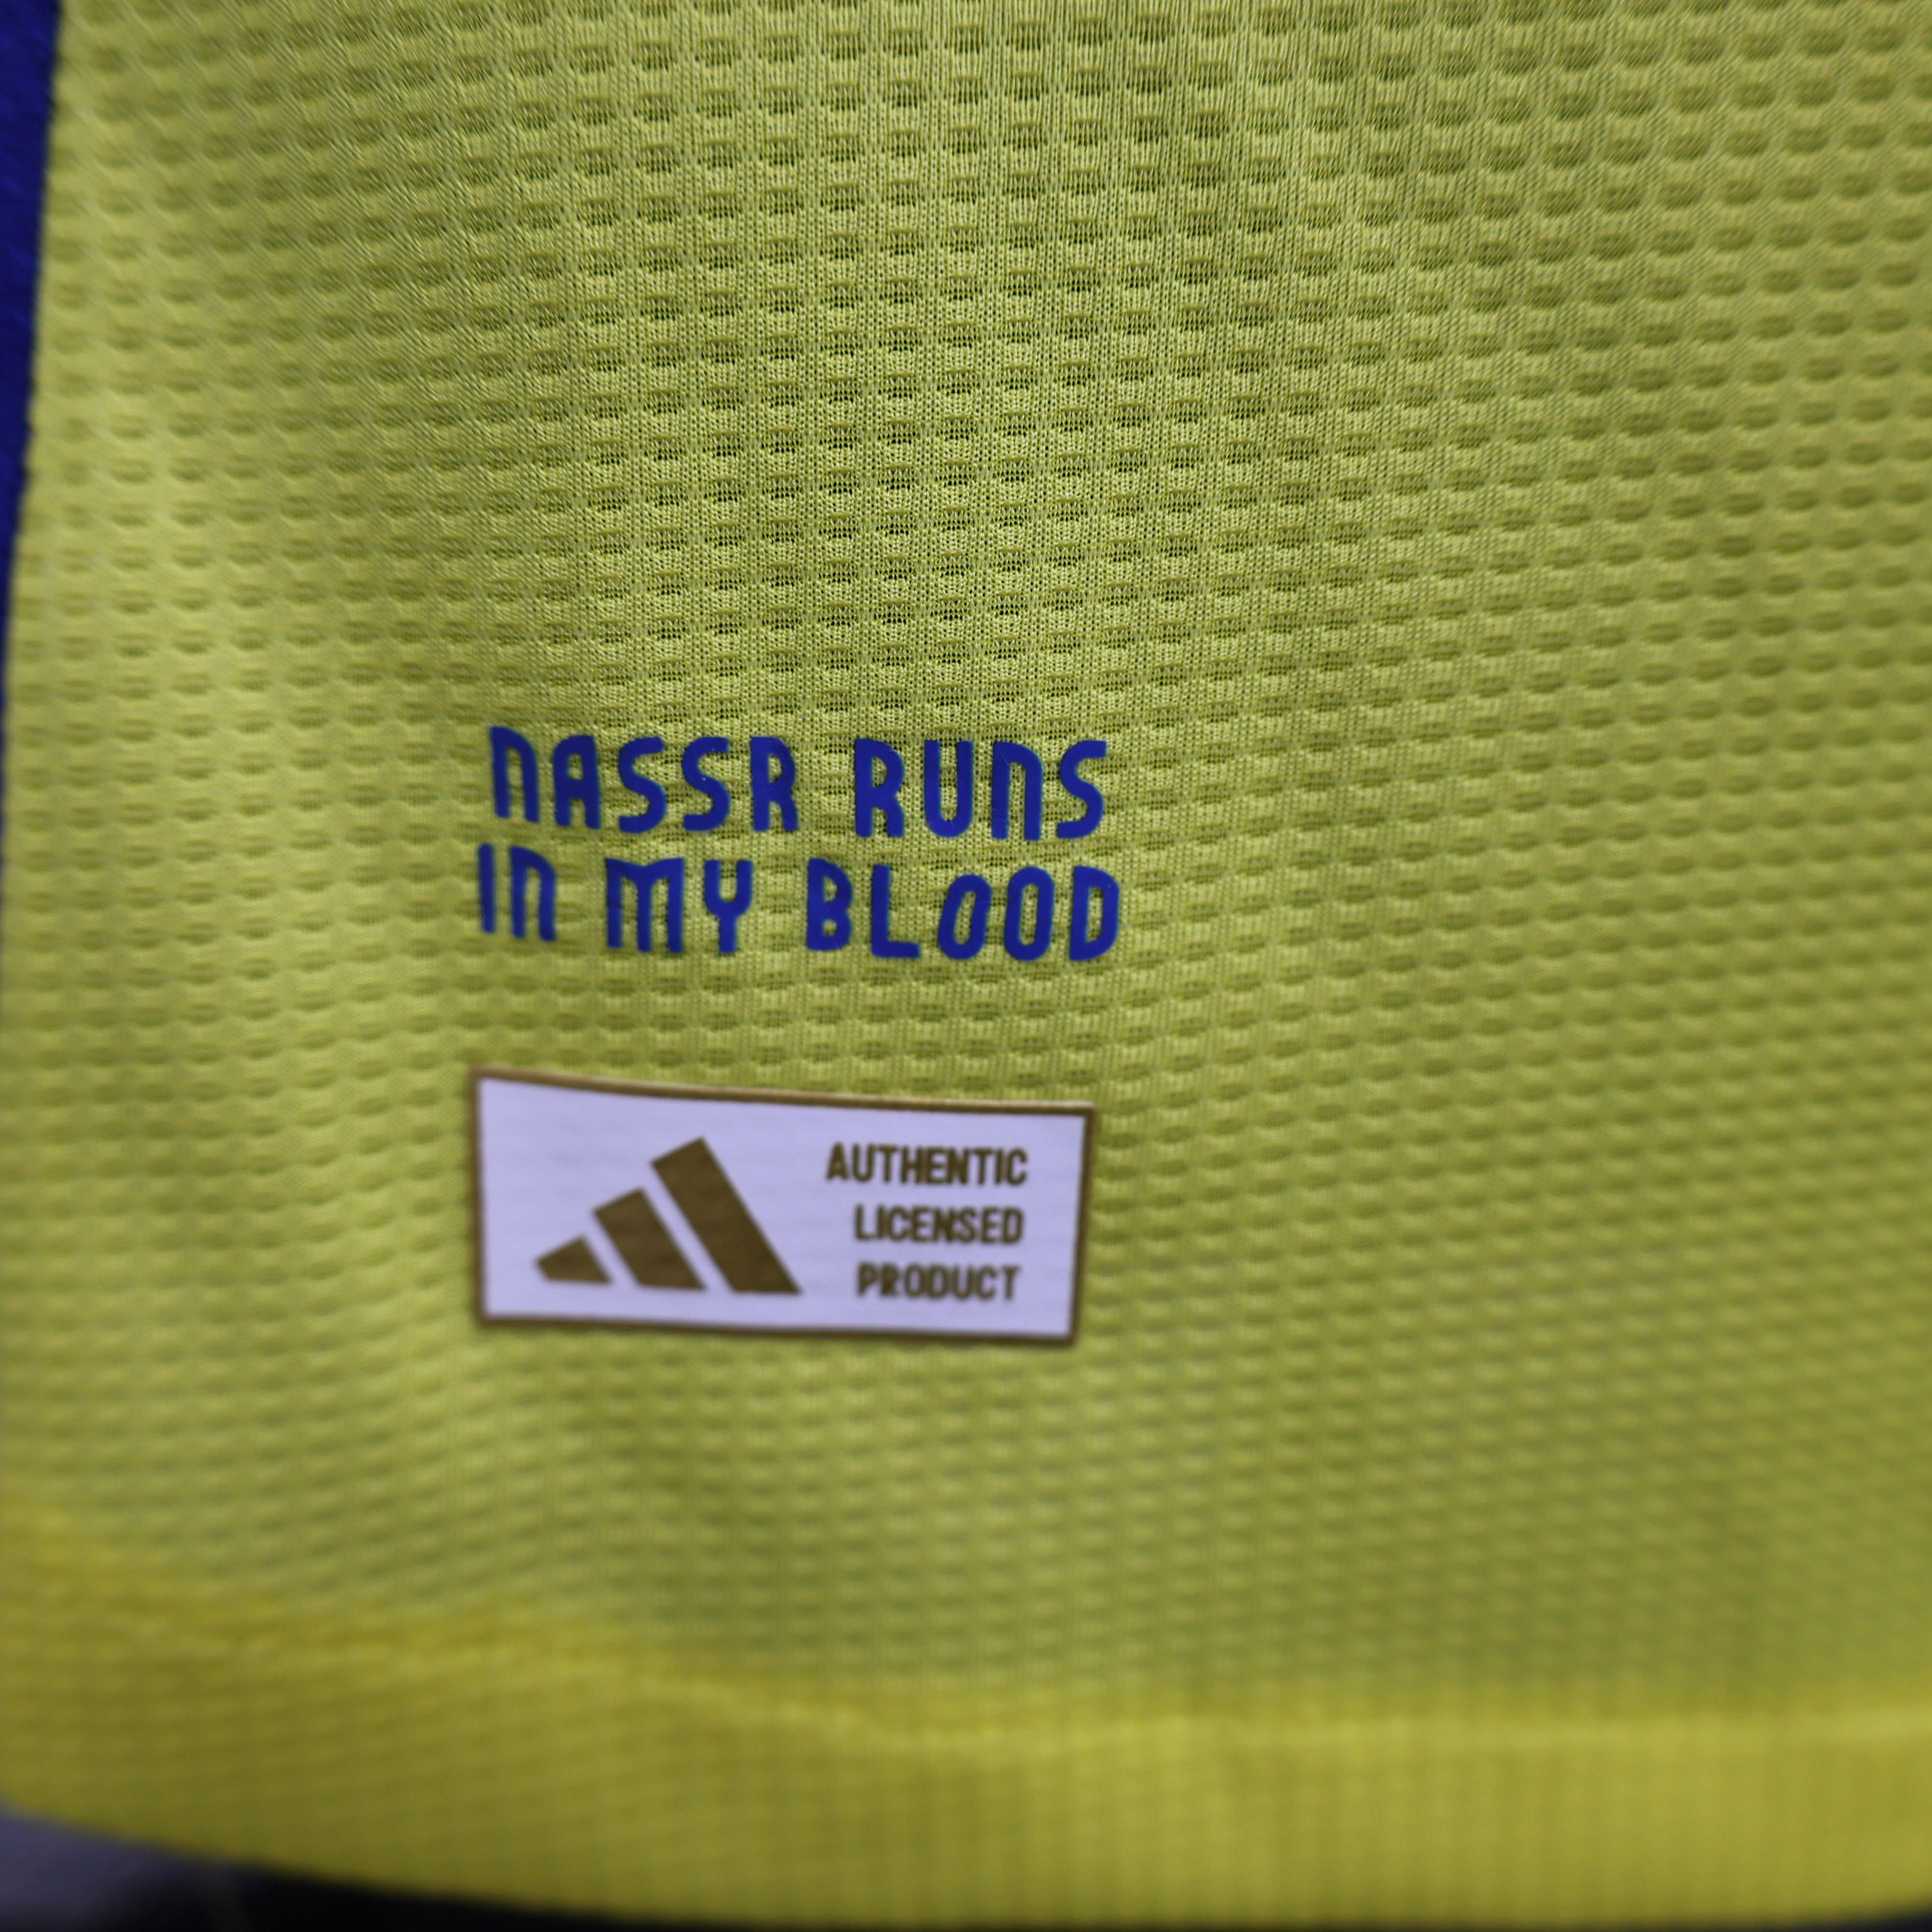 NASSR RUNS
IN MY BLOOD
AUTHENTIC
LICENSED
PRODUCT